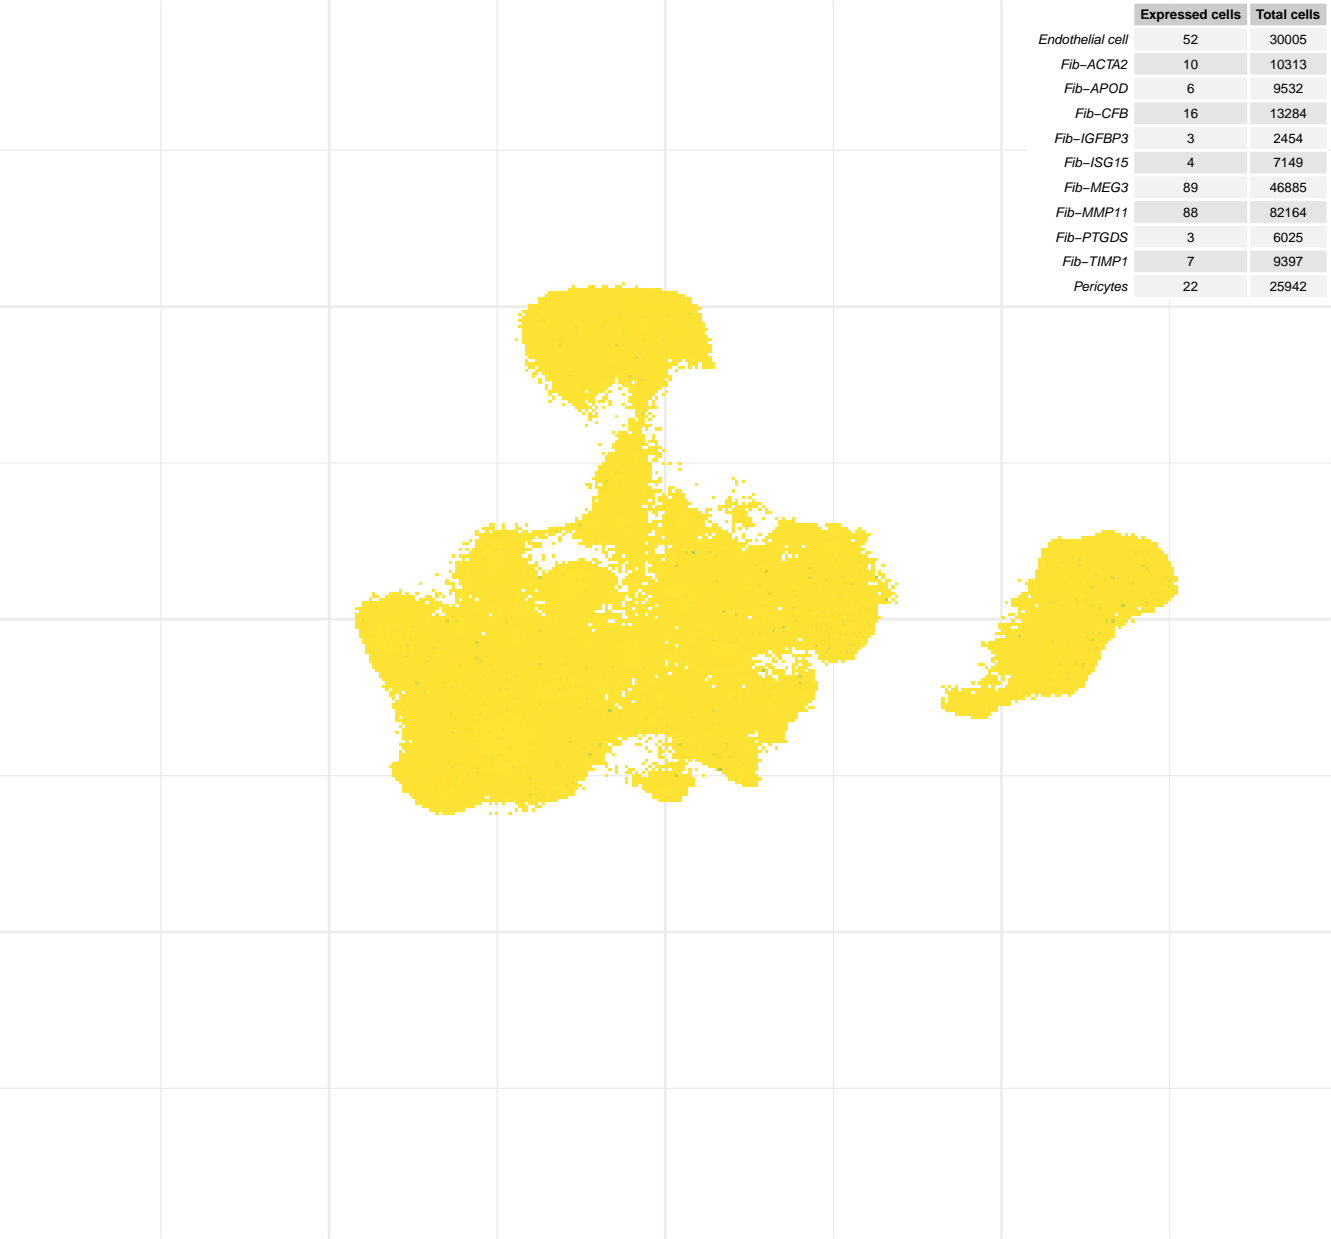 Expressed cells Total cells
Endothelial cell 52 30005
Fib−ACTA2 10 10313
Fib−APOD 6 9532
Fib−CFB 16 13284
Fib−IGFBP3 3 2454
Fib−ISG15 4 7149
Fib−MEG3 89 46885
Fib−MMP11 88 82164
Fib−PTGDS 3 6025
Fib−TIMP1 7 9397
Pericytes 22 25942